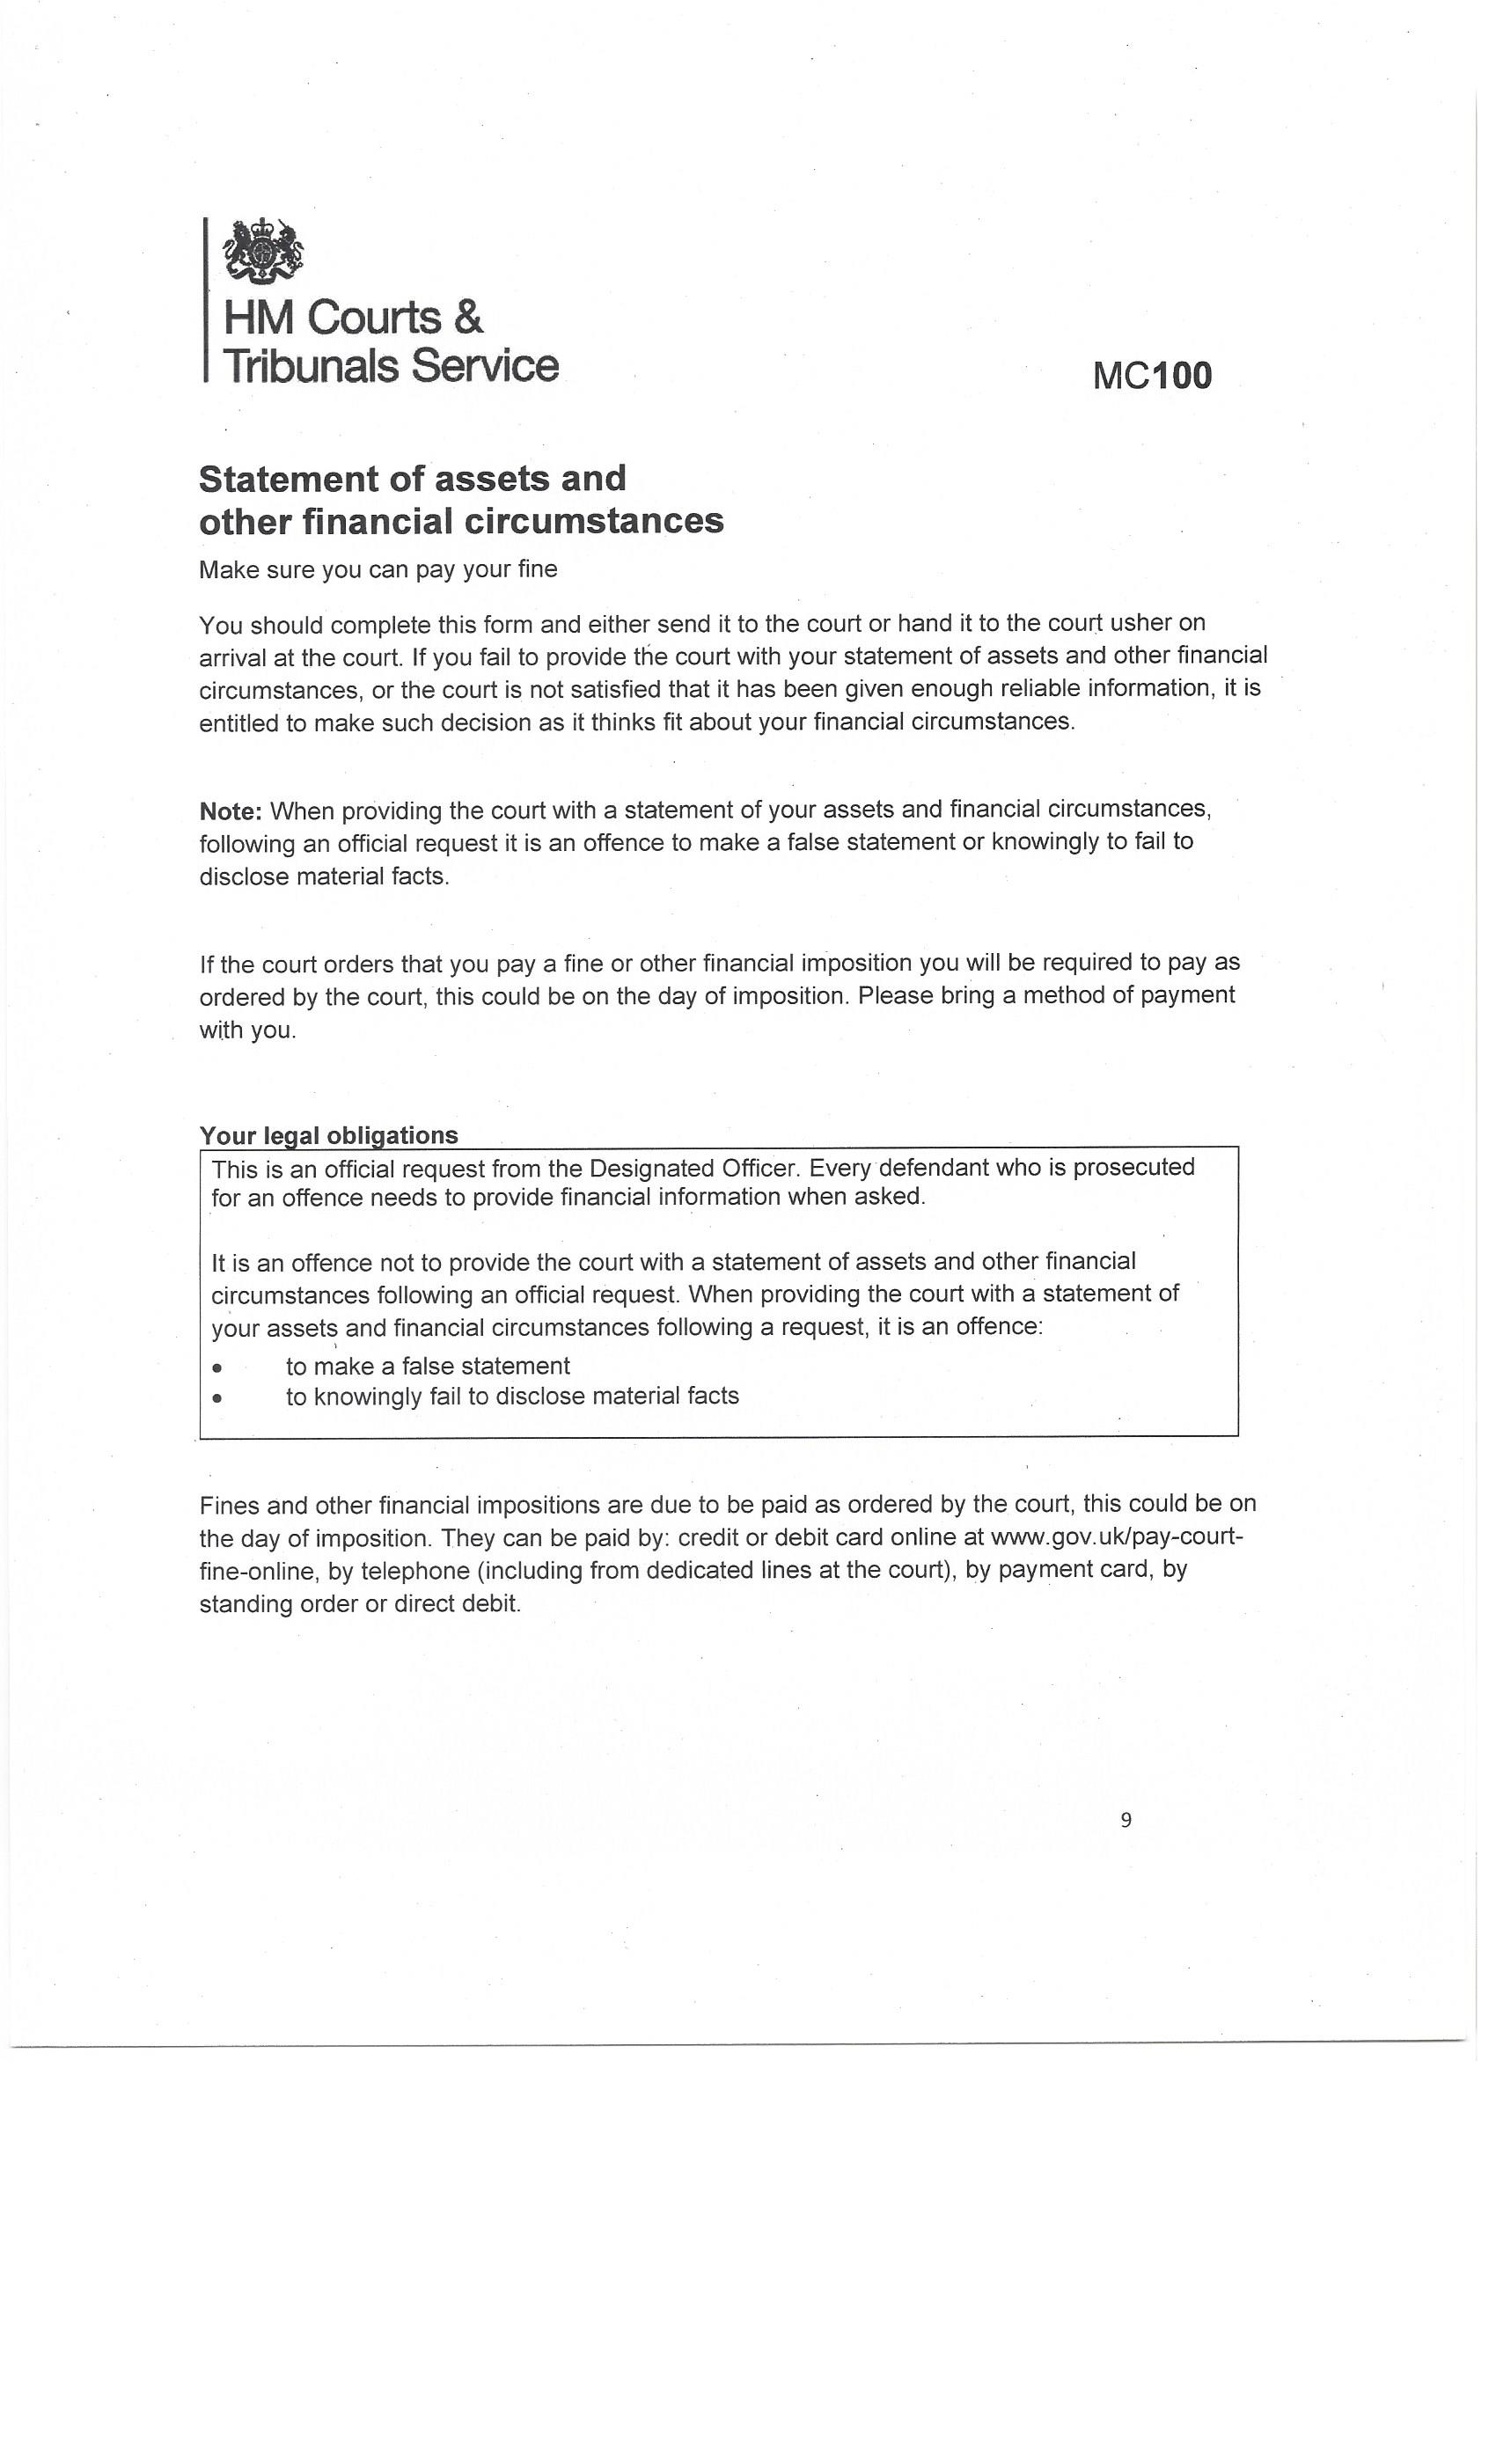 HM Courts &
Tribunals Service
MC100
Statement of assets and
other financial circumstances
Make sure you can pay your fine
You should complete this form and either send it to the court or hand it to the court usher on
arrival at the court. If you fail to provide the court with your statement of assets and other financial
circumstances, or the court is not satisfied that it has been given enough reliable information, it is
entitled to make such decision as it thinks fit about your financial circumstances.
Note: When providing the court with a statement of your assets and financial circumstances,
following an official request it is an offence to make a false statement or knowingly to fail to
disclose material facts.
If the court orders that you pay a fine or other financial imposition you will be required to pay as
ordered by the court, this could be on the day of imposition. Please bring a method of payment
with you.
Your legal obligations
This is an official request from the Designated Officer. Every defendant who is prosecuted
for an offence needs to provide financial information when asked.
It is an offence not to provide the court with a statement of assets and other financial
circumstances following an official request. When providing the court with a statement of
your assets and financial circumstances following a request, it is an offence:
• to make a false statement
• to knowingly fail to disclose material facts
Fines and other financial impositions are due to be paid as ordered by the court, this could be on
the day of imposition. They can be paid by: credit or debit card online at www.gov.uk/pay-court-
fine-online, by telephone (including from dedicated lines at the court), by payment card, by
standing order or direct debit.
9